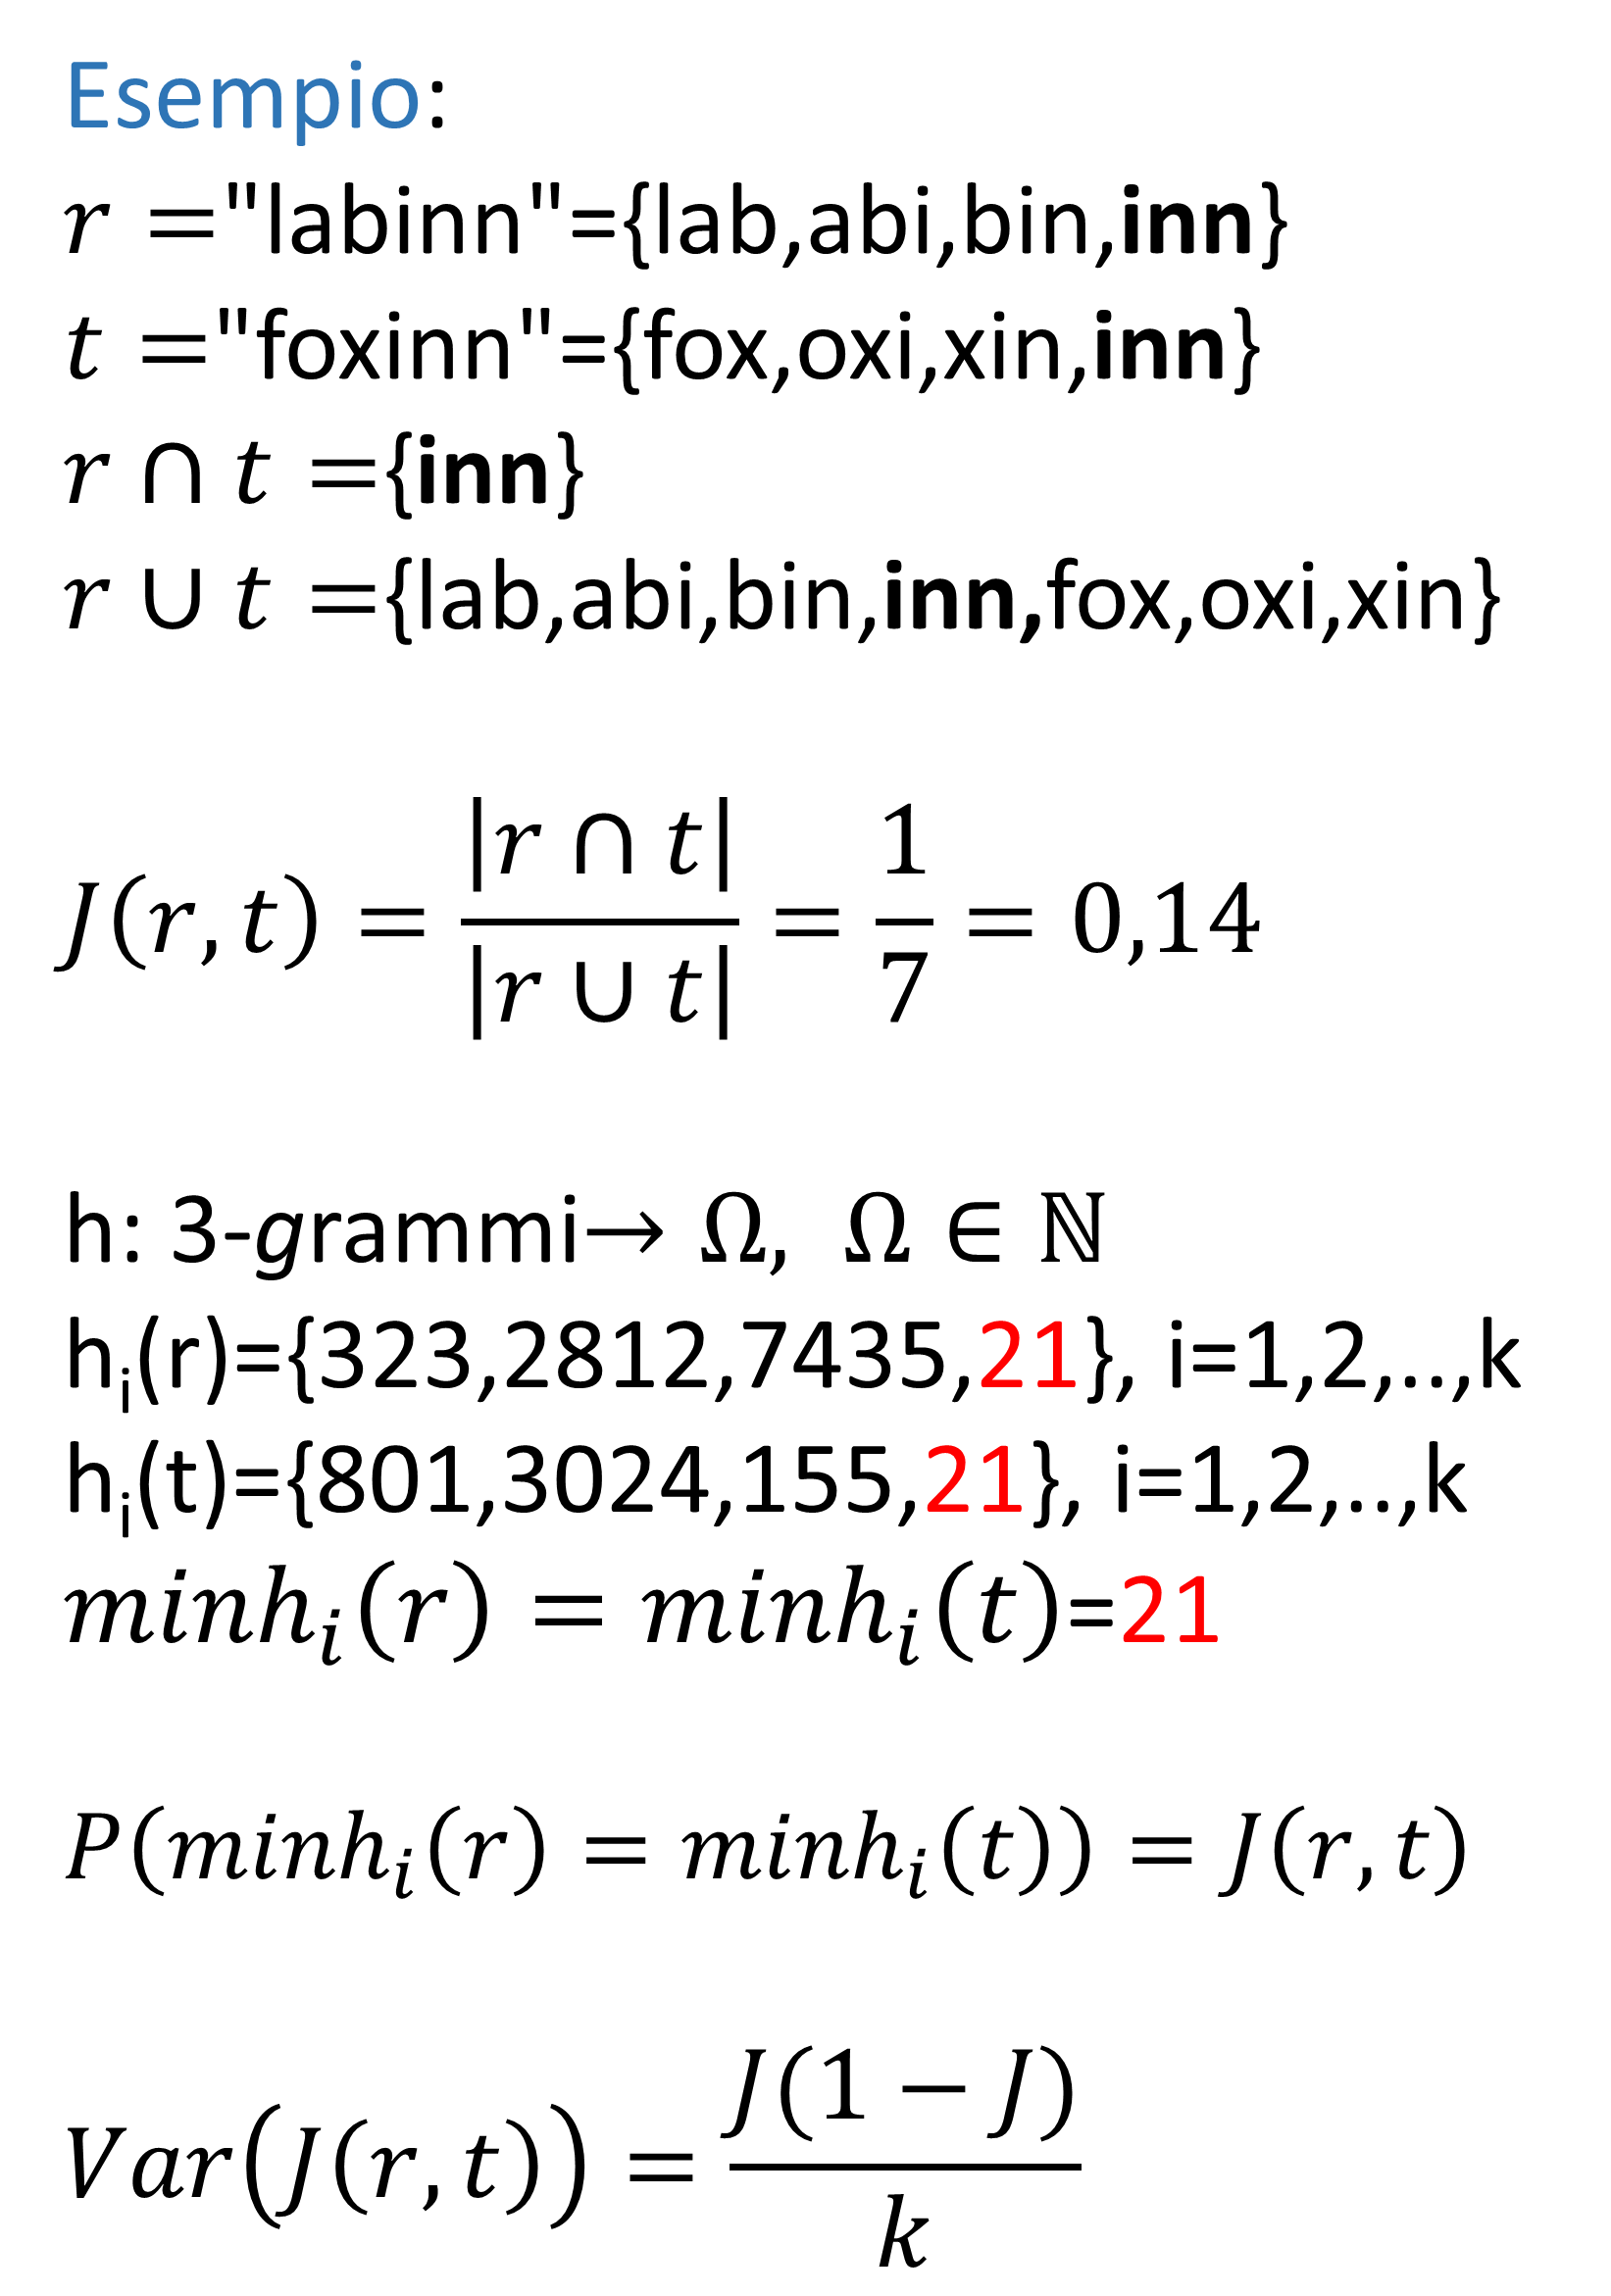 Esempio:
r ="labinn"={lab,abi,bin,inn}
t ="foxinn"={fox,oxi,xin,inn}
r ∩ t ={inn}
r ∪ t ={lab,abi,bin,inn,fox,oxi,xin}
J(r,t) = |r ∩ t| / |r ∪ t| = 1/7 = 0,14
h: 3-grammi→ Ω, Ω ∈ ℕ
hᵢ(r)={323,2812,7435,21}, i=1,2,..,k
hᵢ(t)={801,3024,155,21}, i=1,2,..,k
minhᵢ(r) = minhᵢ(t)=21
P(minhᵢ(r) = minhᵢ(t)) = J(r,t)
Var(J(r,t)) = J(1 − J) / k